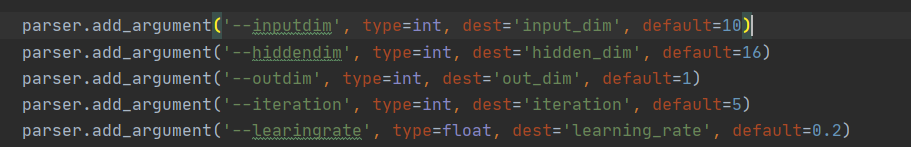 parser.add_argument('--inputdim', type=int, dest='input_dim', default=10)
parser.add_argument('--hiddendim', type=int, dest='hidden_dim', default=16)
parser.add_argument('--outdim', type=int, dest='out_dim', default=1)
parser.add_argument('--iteration', type=int, dest='iteration', default=5)
parser.add_argument('--learingrate', type=float, dest='learning_rate', default=0.2)